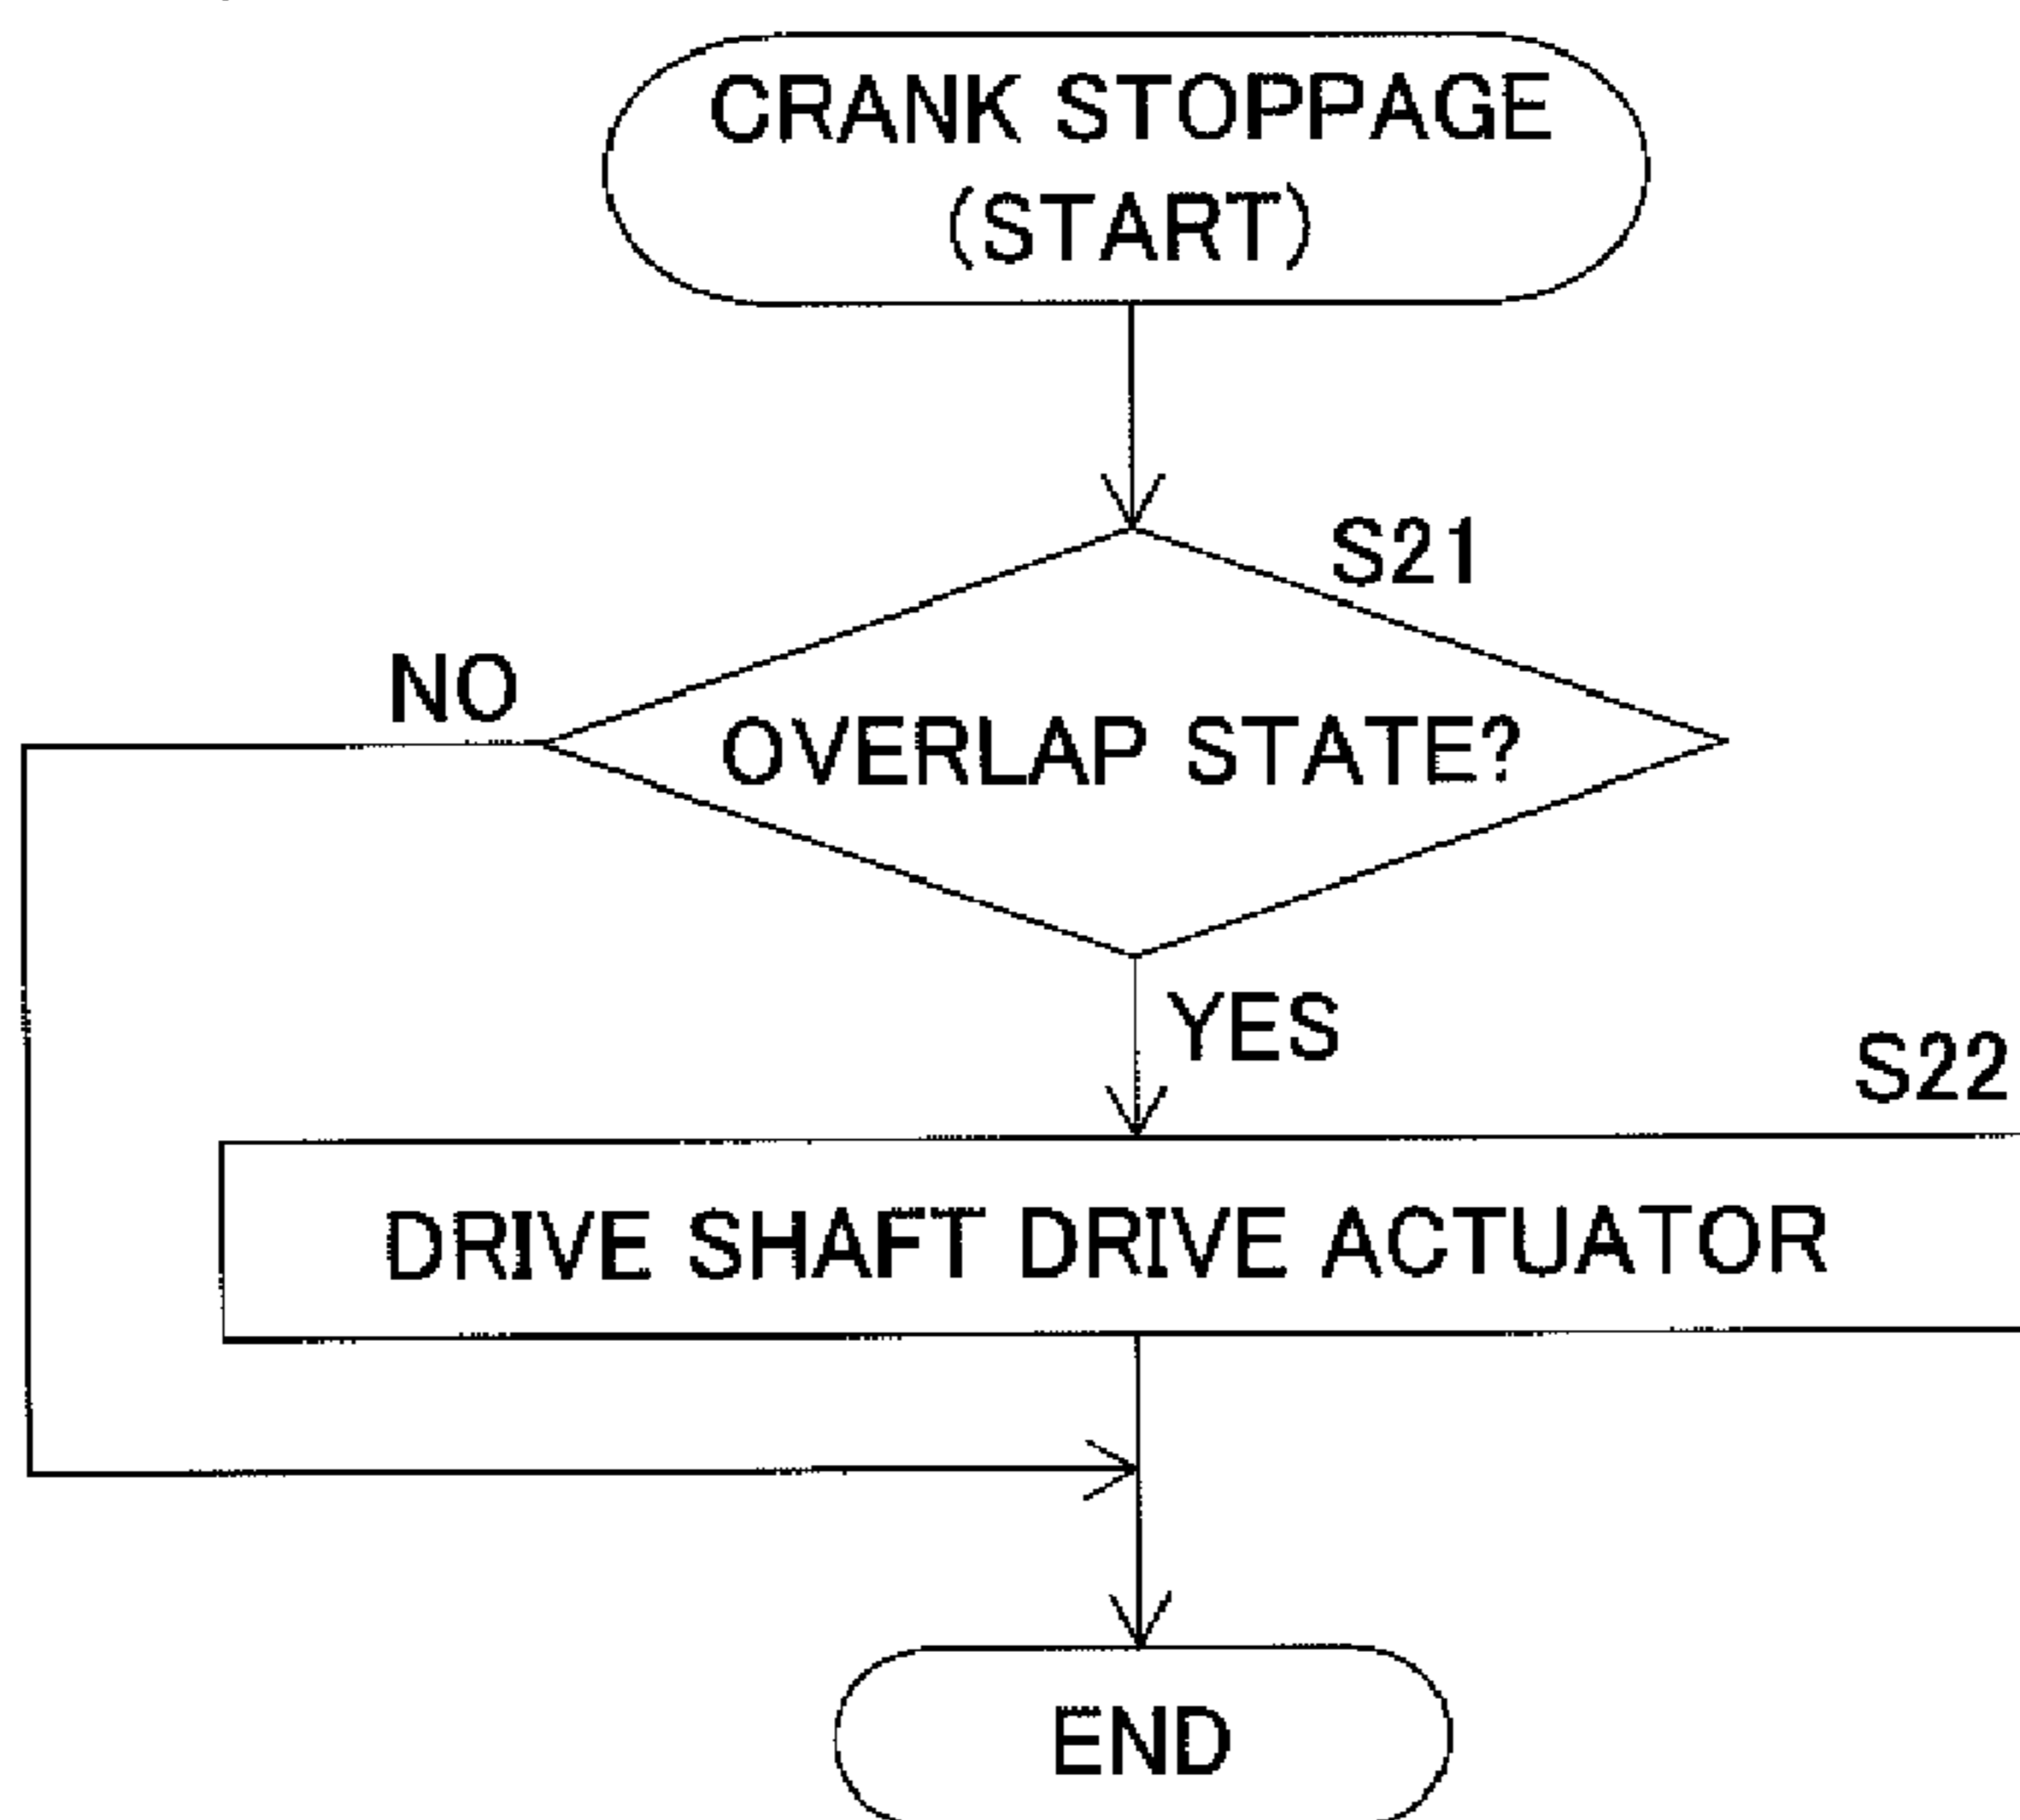 CRANK STOPPAGE
(START)
S21
NO
OVERLAP STATE?
YES
S22
DRIVE SHAFT DRIVE ACTUATOR
END